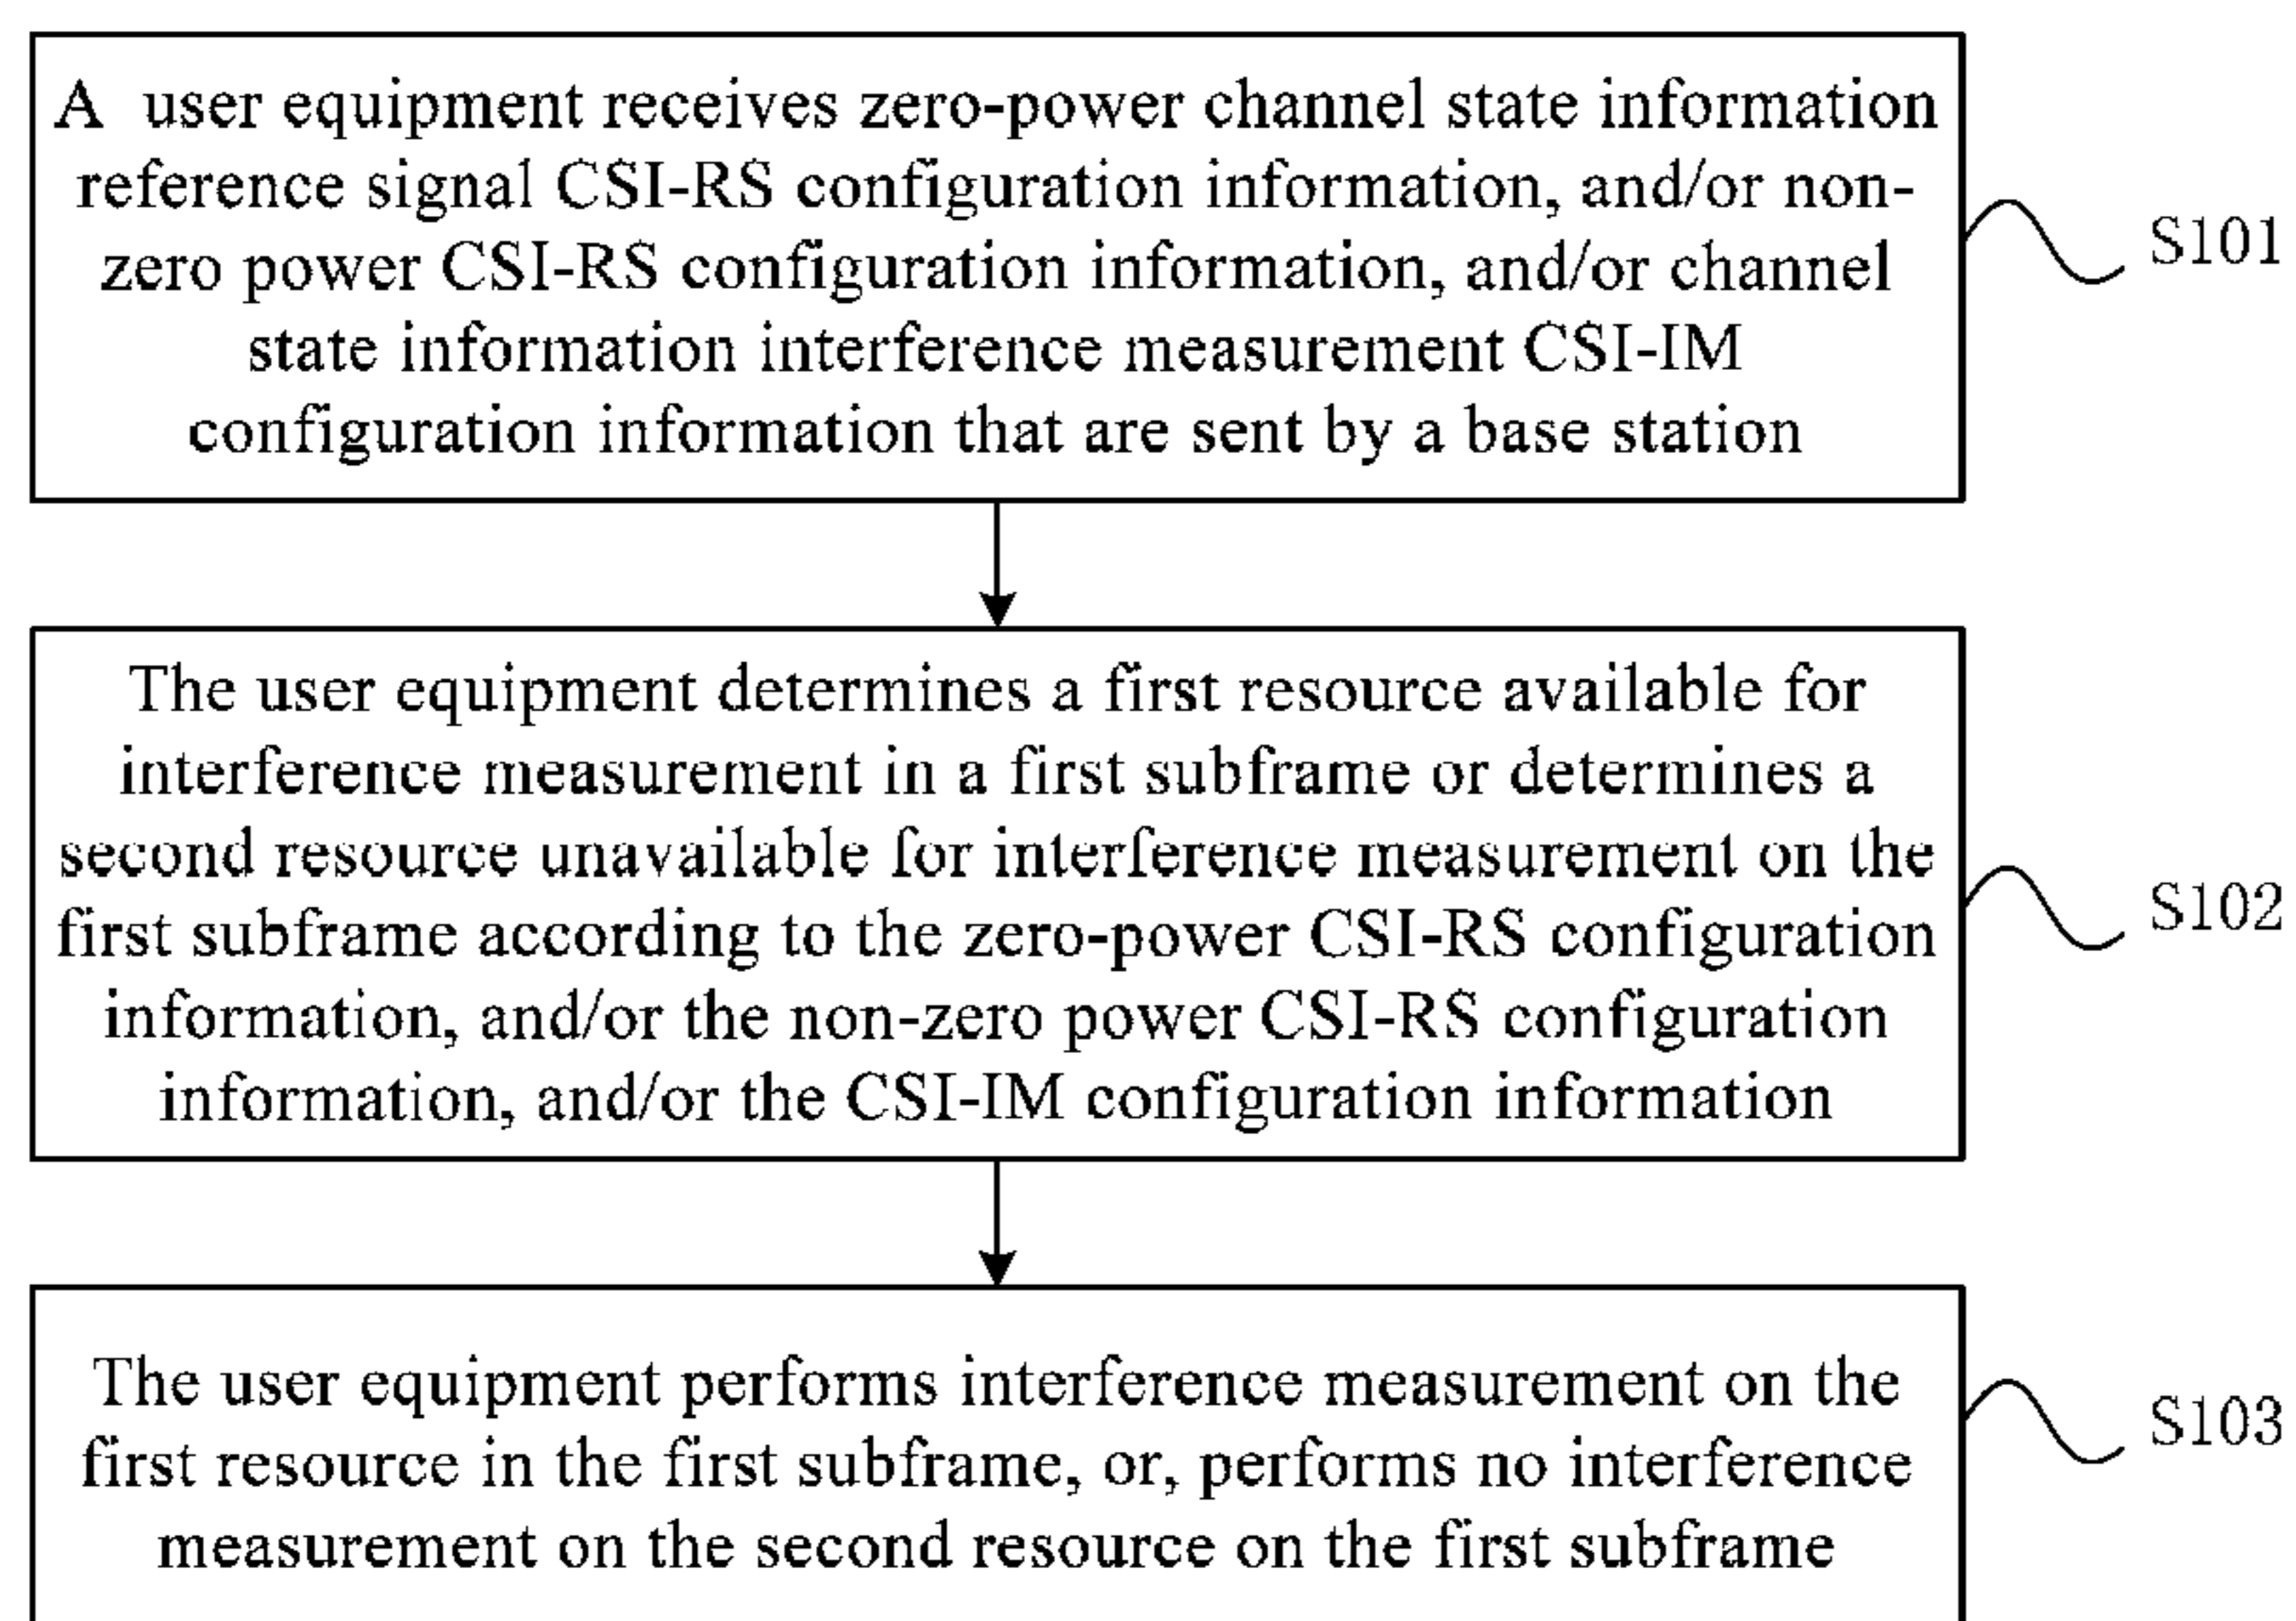 A user equipment receives zero-power channel state information
reference signal CSI-RS configuration information, and/or non-
zero power CSI-RS configuration information, and/or channel
state information interference measurement CSI-IM
configuration information that are sent by a base station
S101
The user equipment determines a first resource available for
interference measurement in a first subframe or determines a
second resource unavailable for interference measurement on the
first subframe according to the zero-power CSI-RS configuration
information, and/or the non-zero power CSI-RS configuration
information, and/or the CSI-IM configuration information
S102
The user equipment performs interference measurement on the
first resource in the first subframe, or, performs no interference
measurement on the second resource on the first subframe
S103